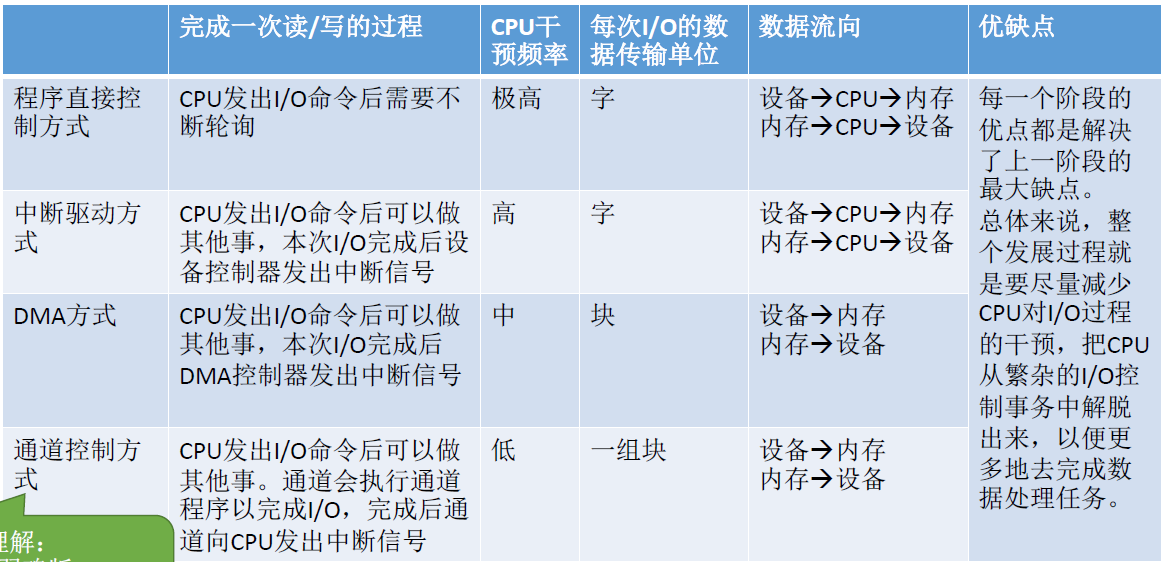 完成一次读/写的过程
CPU干
预频率
每次I/O的数
据传输单位
数据流向
优缺点
程序直接控
制方式
CPU发出I/O命令后需要不
断轮询
极高
字
设备→CPU→内存
内存→CPU→设备
每一个阶段的
优点都是解决
了上一阶段的
最大缺点。
总体来说，整
个发展过程就
是要尽量减少
CPU对I/O过程
的干预，把CPU
从繁杂的I/O控
制事务中解脱
出来，以便更
多地去完成数
据处理任务。
中断驱动方
式
CPU发出I/O命令后可以做
其他事，本次I/O完成后设
备控制器发出中断信号
高
字
设备→CPU→内存
内存→CPU→设备
DMA方式
CPU发出I/O命令后可以做
其他事，本次I/O完成后
DMA控制器发出中断信号
中
块
设备→内存
内存→设备
通道控制方
式
CPU发出I/O命令后可以做
其他事。通道会执行通道
程序以完成I/O，完成后通
道向CPU发出中断信号
低
一组块
设备→内存
内存→设备
理解：